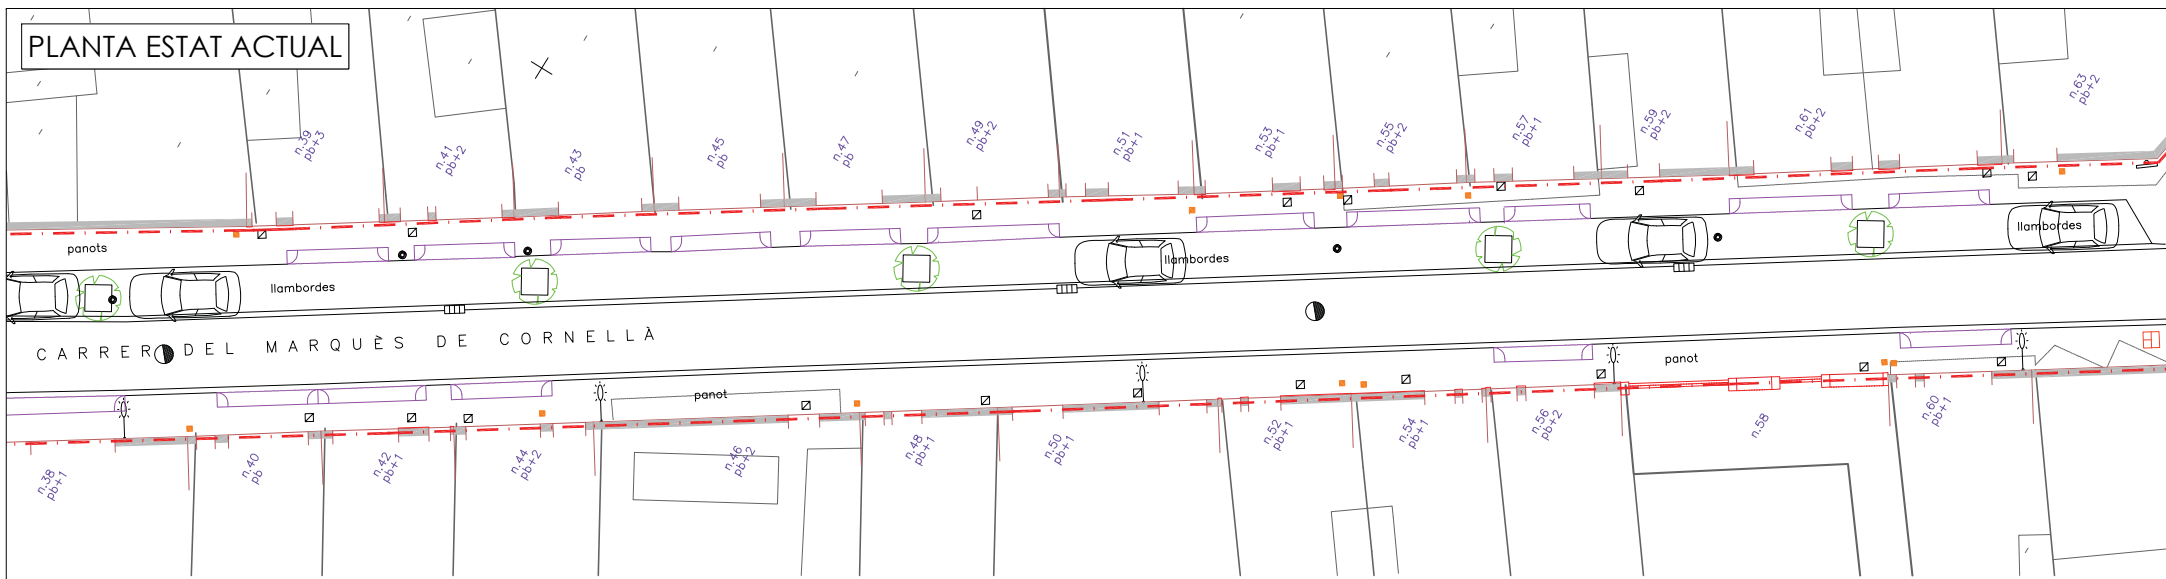 PLANTA ESTAT ACTUAL
n.39
pb+3
n.41
pb+2
n.43
pb
n.45
pb
n.47
pb
n.49
pb+2
n.51
pb+1
n.53
pb+1
n.55
pb+2
n.57
pb+1
n.59
pb+2
n.61
pb+2
n.63
pb+2
panots
llambordes
llambordes
llambordes
CARRER DEL MARQUÈS DE CORNELLÀ
panot
panot
n.38
pb+1
n.40
pb
n.42
pb+1
n.44
pb+2
n.46
pb+2
n.48
pb+1
n.50
pb+1
n.52
pb+1
n.54
pb+1
n.56
pb+2
n.58
n.60
pb+1